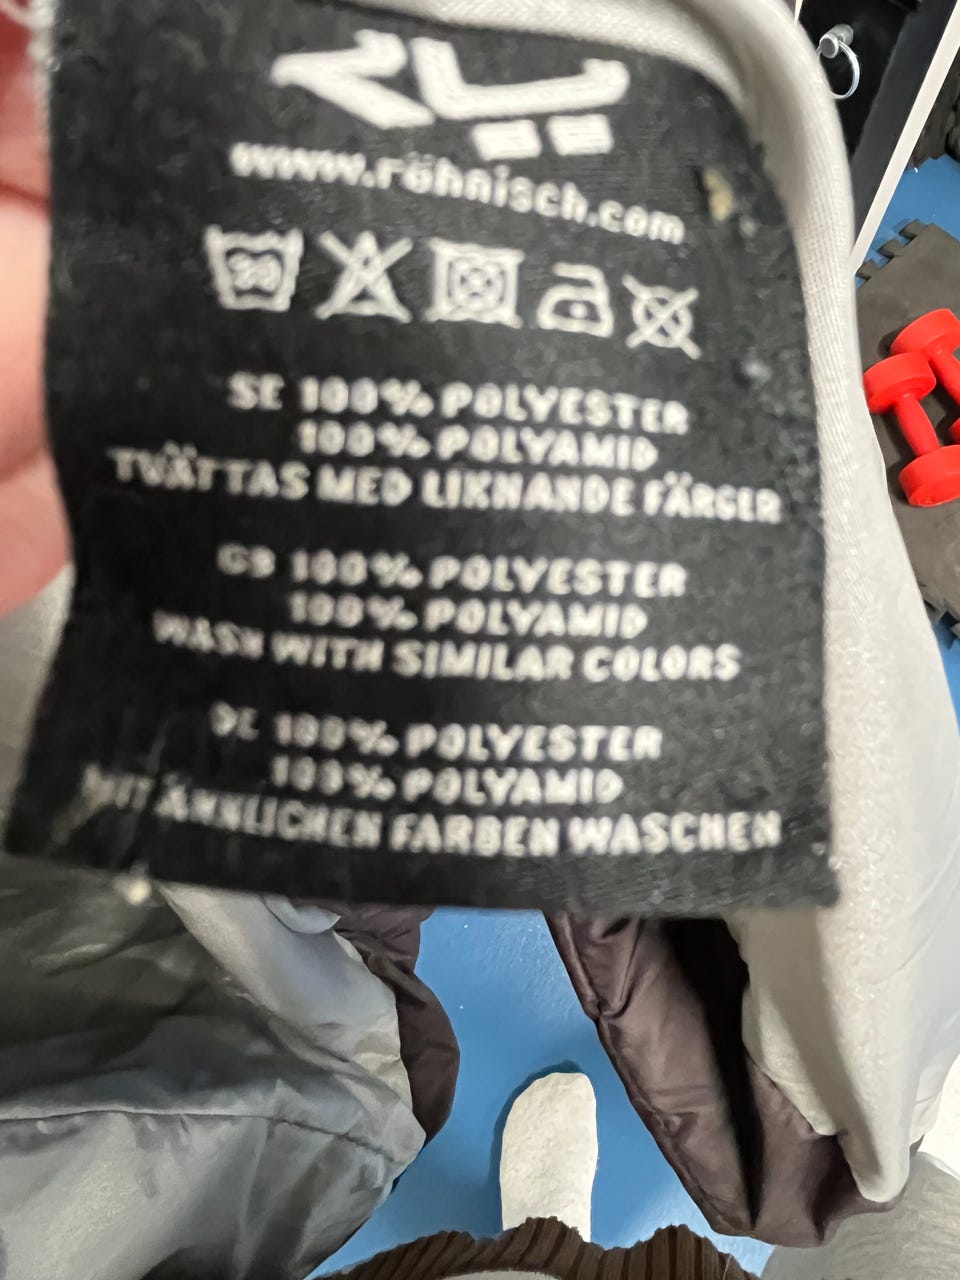 www.röhnisch.com
30
SE 100% POLYESTER
100% POLYAMID
TVÄTTAS MED LIKNANDE FÄRGER
GB 100% POLYESTER
100% POLYAMID
WASH WITH SIMILAR COLORS
DE 100% POLYESTER
100% POLYAMID
MIT ÄHNLICHEN FARBEN WASCHEN